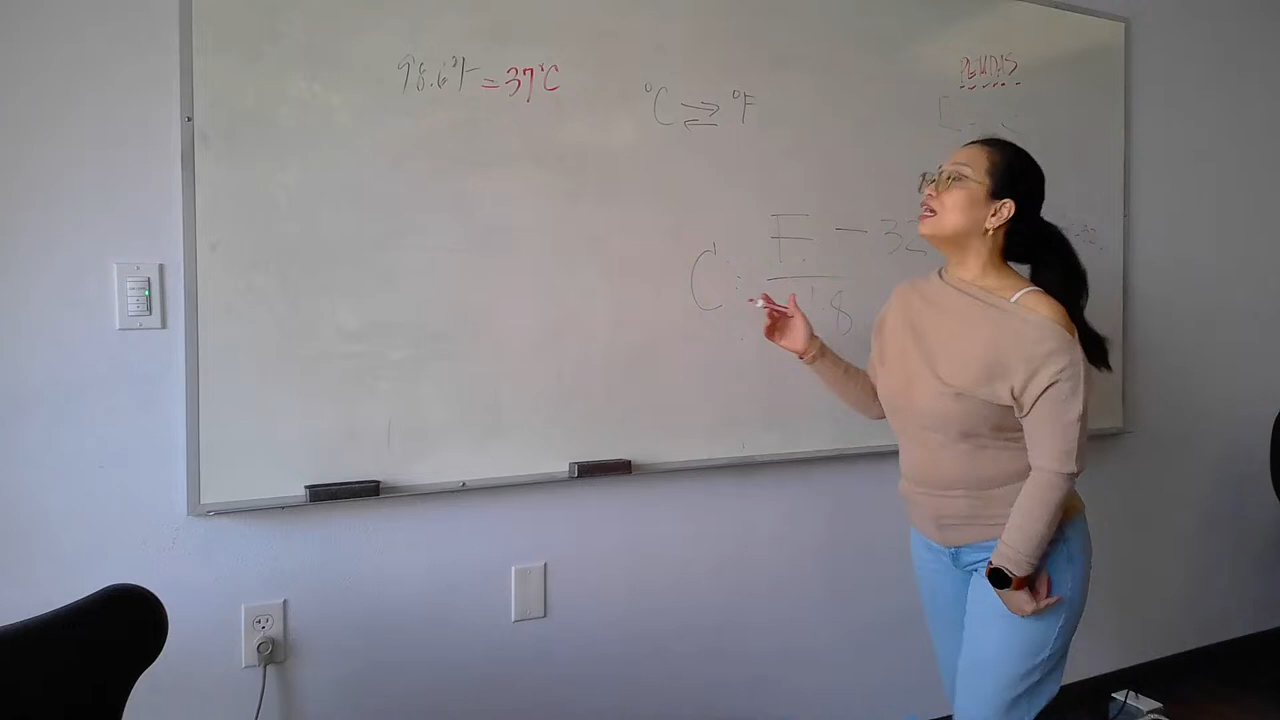 98.6°F = 37°C
°C ⇄ °F
PEMDAS
C = F - 32
1.8